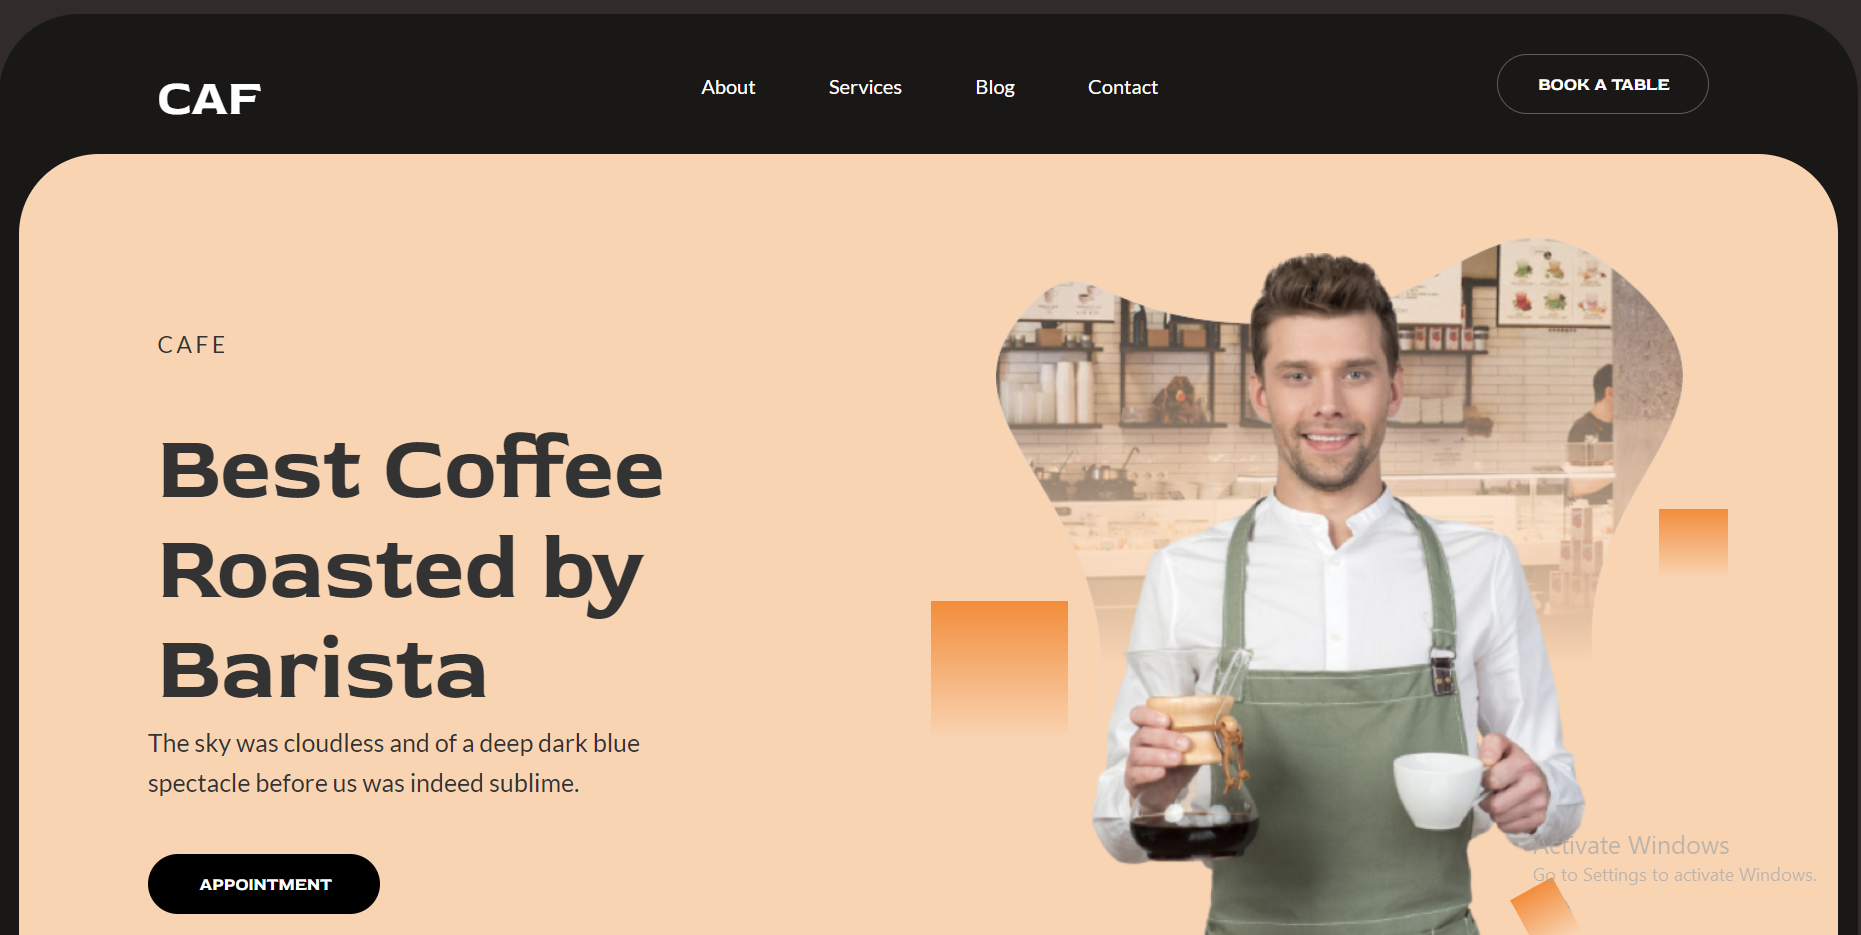 CAF
About
Services
Blog
Contact
BOOK A TABLE
CAFE
Best Coffee
Roasted by
Barista
The sky was cloudless and of a deep dark blue
spectacle before us was indeed sublime.
APPOINTMENT
Activate Windows
Go to Settings to activate Windows.